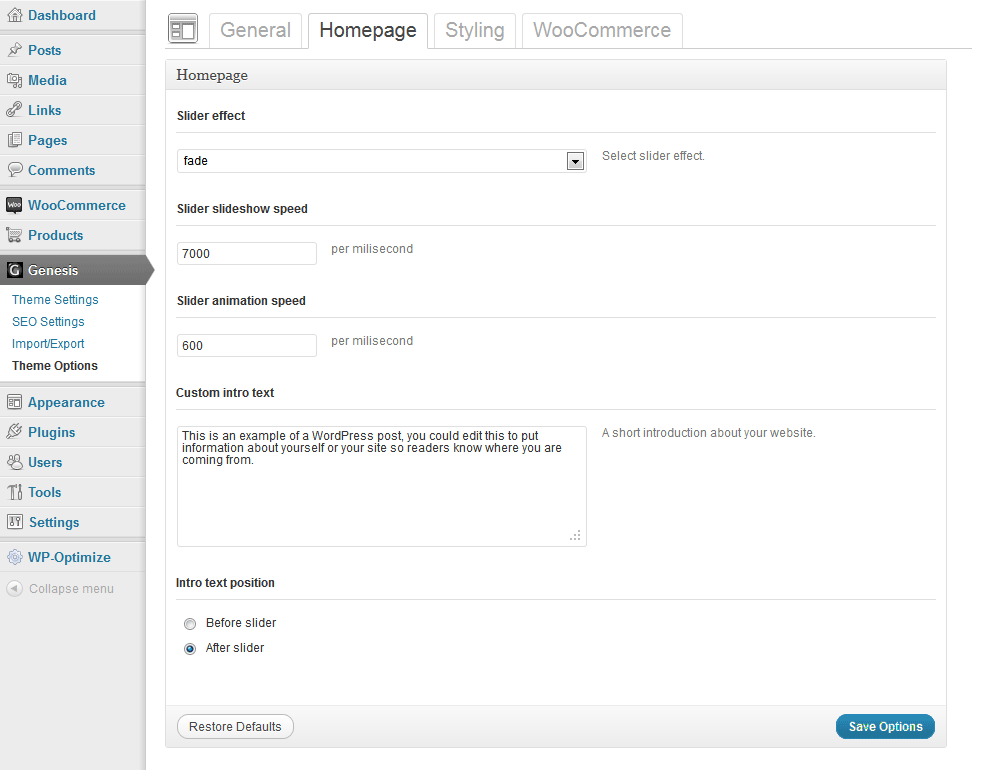 Dashboard
Posts
Media
Links
Pages
Comments
Woo
WooCommerce
Products
G
Genesis
Theme Settings
SEO Settings
Import/Export
Theme Options
Appearance
Plugins
Users
Tools
Settings
WP-Optimize
Collapse menu
General
Homepage
Styling
WooCommerce
Homepage
Slider effect
fade
Select slider effect.
Slider slideshow speed
7000
per milisecond
Slider animation speed
600
per milisecond
Custom intro text
This is an example of a WordPress post, you could edit this to put
information about yourself or your site so readers know where you are
coming from.
A short introduction about your website.
Intro text position
Before slider
After slider
Restore Defaults
Save Options